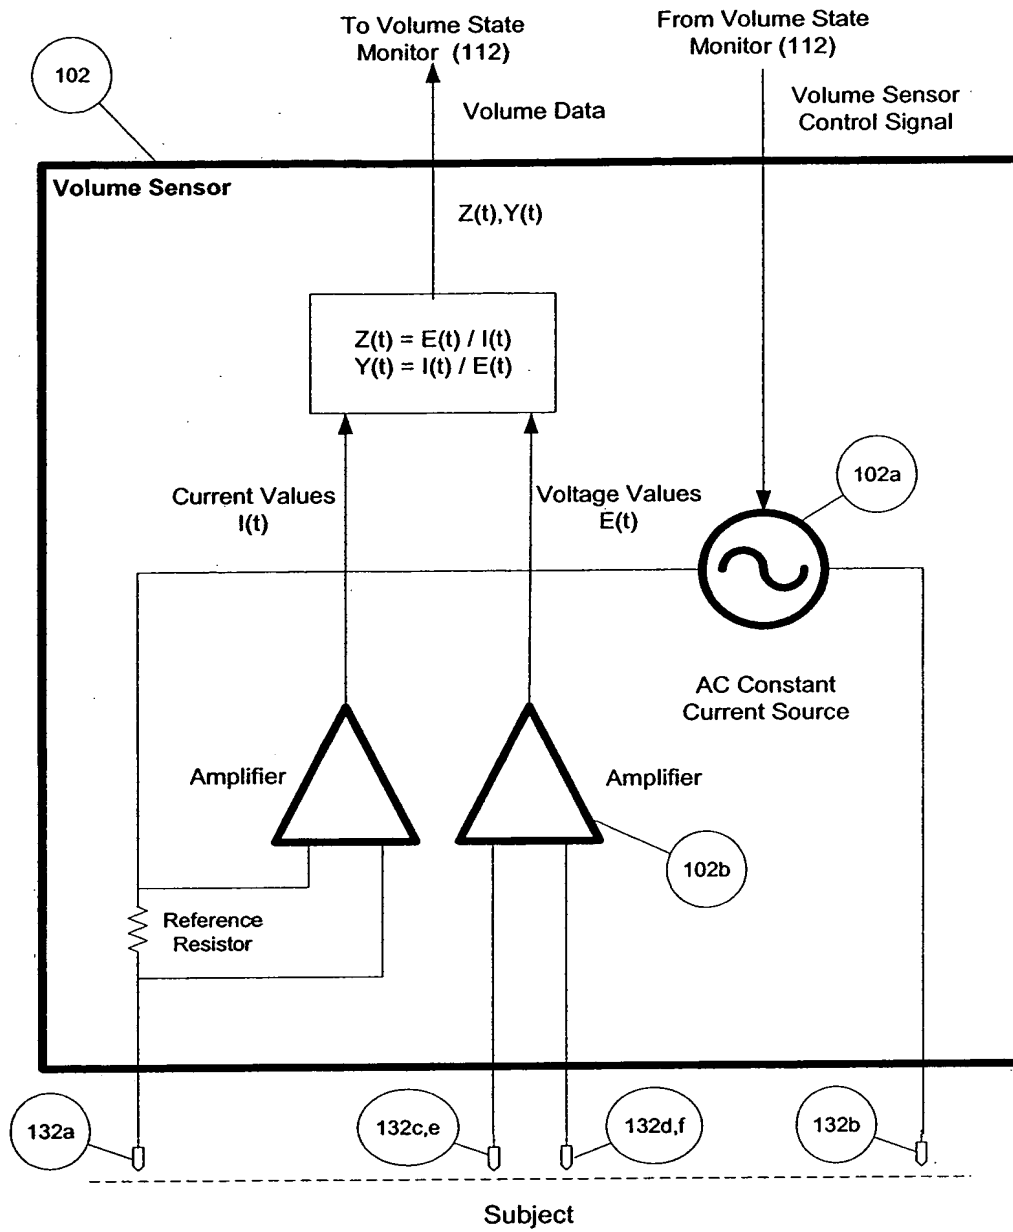 To Volume State
Monitor (112)
From Volume State
Monitor (112)
102
Volume Data
Volume Sensor
Control Signal
Volume Sensor
Z(t),Y(t)
Z(t) = E(t) / I(t)
Y(t) = I(t) / E(t)
102a
Current Values
I(t)
Voltage Values
E(t)
AC Constant
Current Source
Amplifier
Amplifier
102b
Reference
Resistor
132a
132c,e
132d,f
132b
Subject